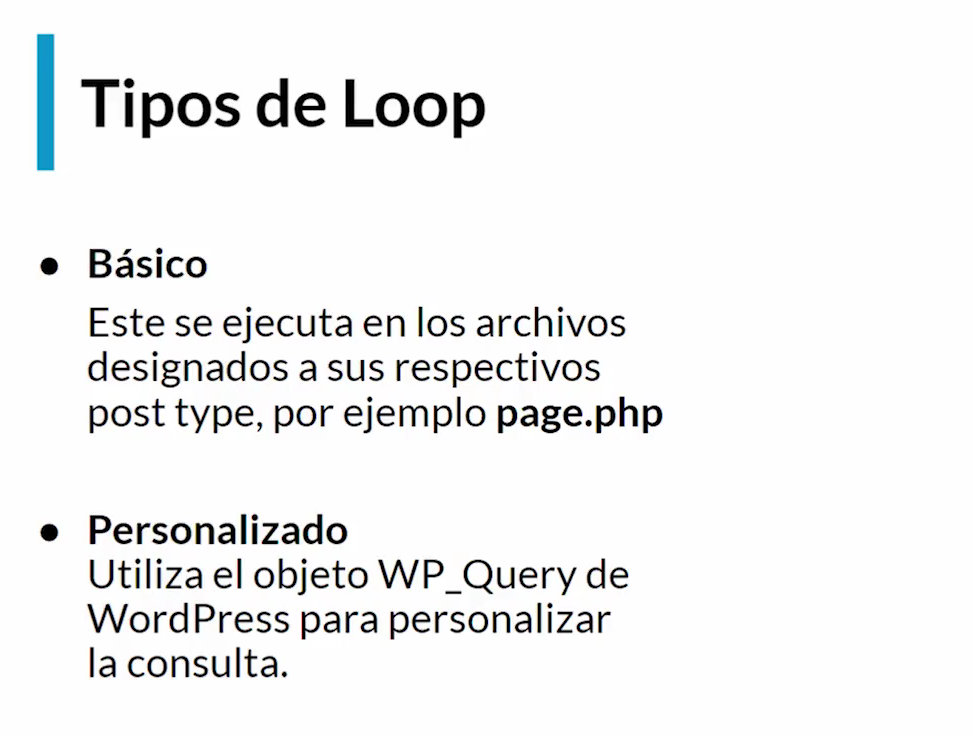 Tipos de Loop
● Básico
Este se ejecuta en los archivos
designados a sus respectivos
post type, por ejemplo page.php
● Personalizado
Utiliza el objeto WP_Query de
WordPress para personalizar
la consulta.